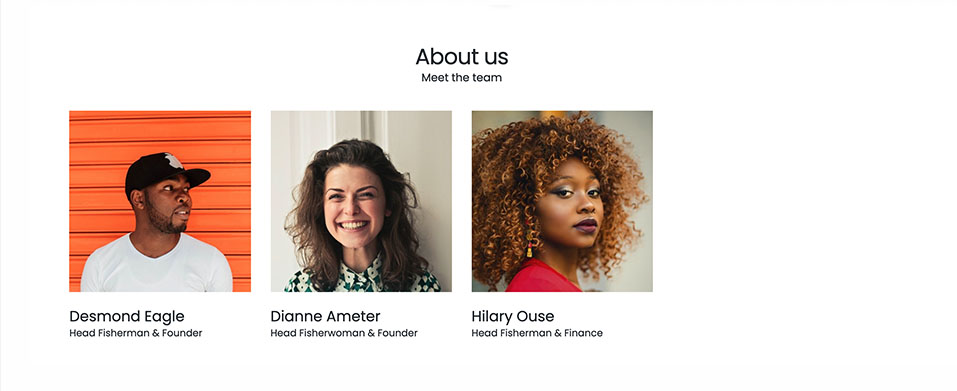 About us
Meet the team
Desmond Eagle
Head Fisherman & Founder
Dianne Ameter
Head Fisherwoman & Founder
Hilary Ouse
Head Fisherman & Finance